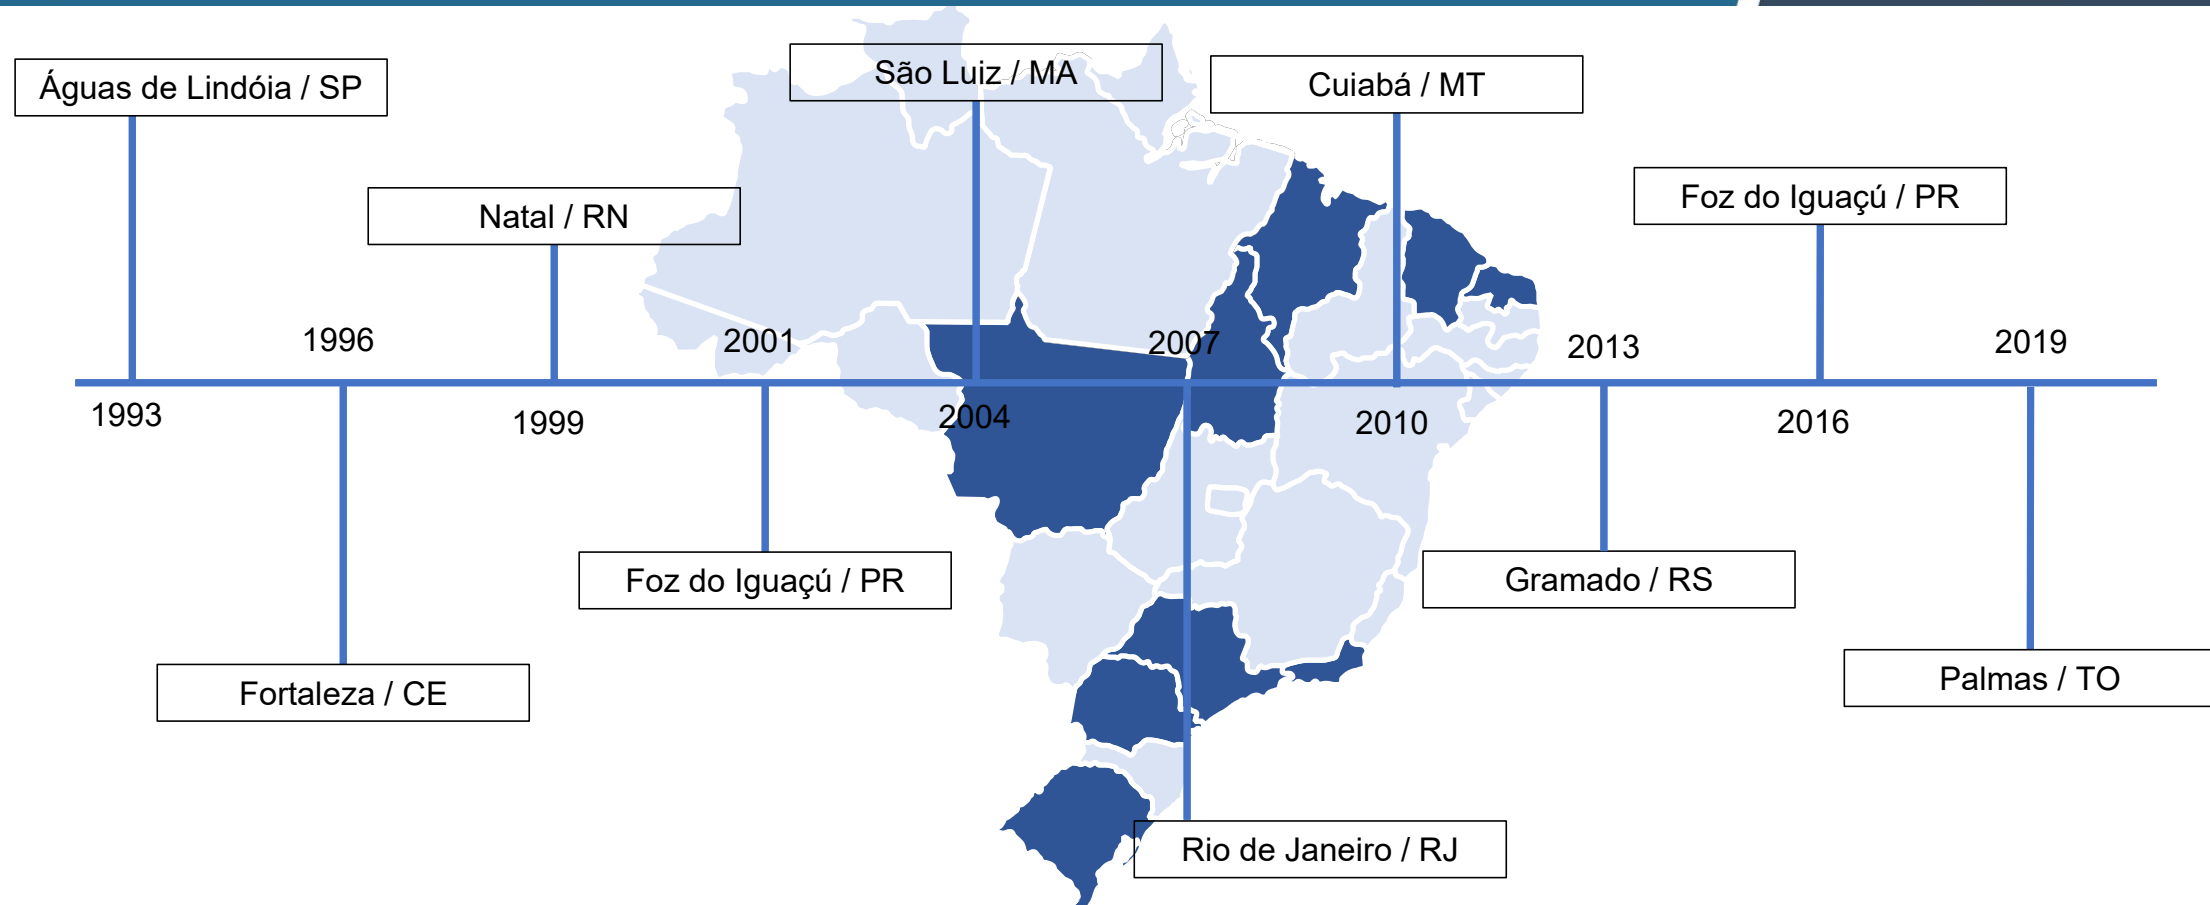 São Luiz / MA
Cuiabá / MT
Águas de Lindóia / SP
Foz do Iguaçú / PR
Natal / RN
1996
2001
2007
2013
2019
1993
1999
2004
2010
2016
Foz do Iguaçú / PR
Gramado / RS
Fortaleza / CE
Palmas / TO
Rio de Janeiro / RJ